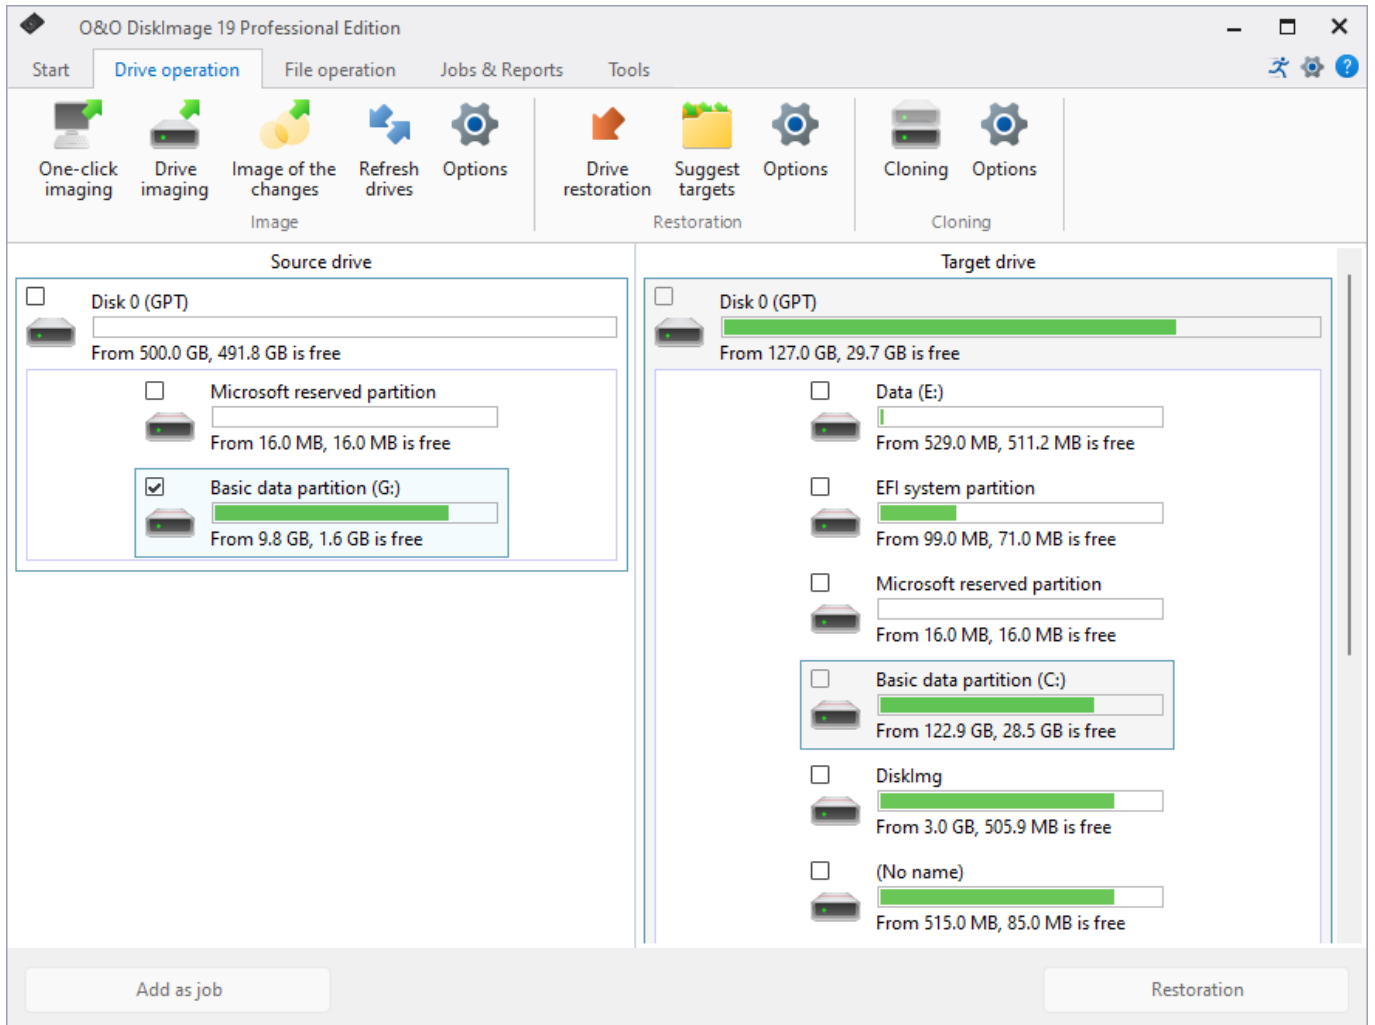 O&O DiskImage 19 Professional Edition
Start Drive operation File operation Jobs & Reports Tools
One-click imaging
Drive imaging
Image of the changes
Refresh drives
Options
Image
Drive restoration
Suggest targets
Options
Restoration
Cloning
Options
Cloning
Source drive
Disk 0 (GPT)
From 500.0 GB, 491.8 GB is free
Microsoft reserved partition
From 16.0 MB, 16.0 MB is free
Basic data partition (G:)
From 9.8 GB, 1.6 GB is free
Target drive
Disk 0 (GPT)
From 127.0 GB, 29.7 GB is free
Data (E:)
From 529.0 MB, 511.2 MB is free
EFI system partition
From 99.0 MB, 71.0 MB is free
Microsoft reserved partition
From 16.0 MB, 16.0 MB is free
Basic data partition (C:)
From 122.9 GB, 28.5 GB is free
DiskImg
From 3.0 GB, 505.9 MB is free
(No name)
From 515.0 MB, 85.0 MB is free
Add as job
Restoration